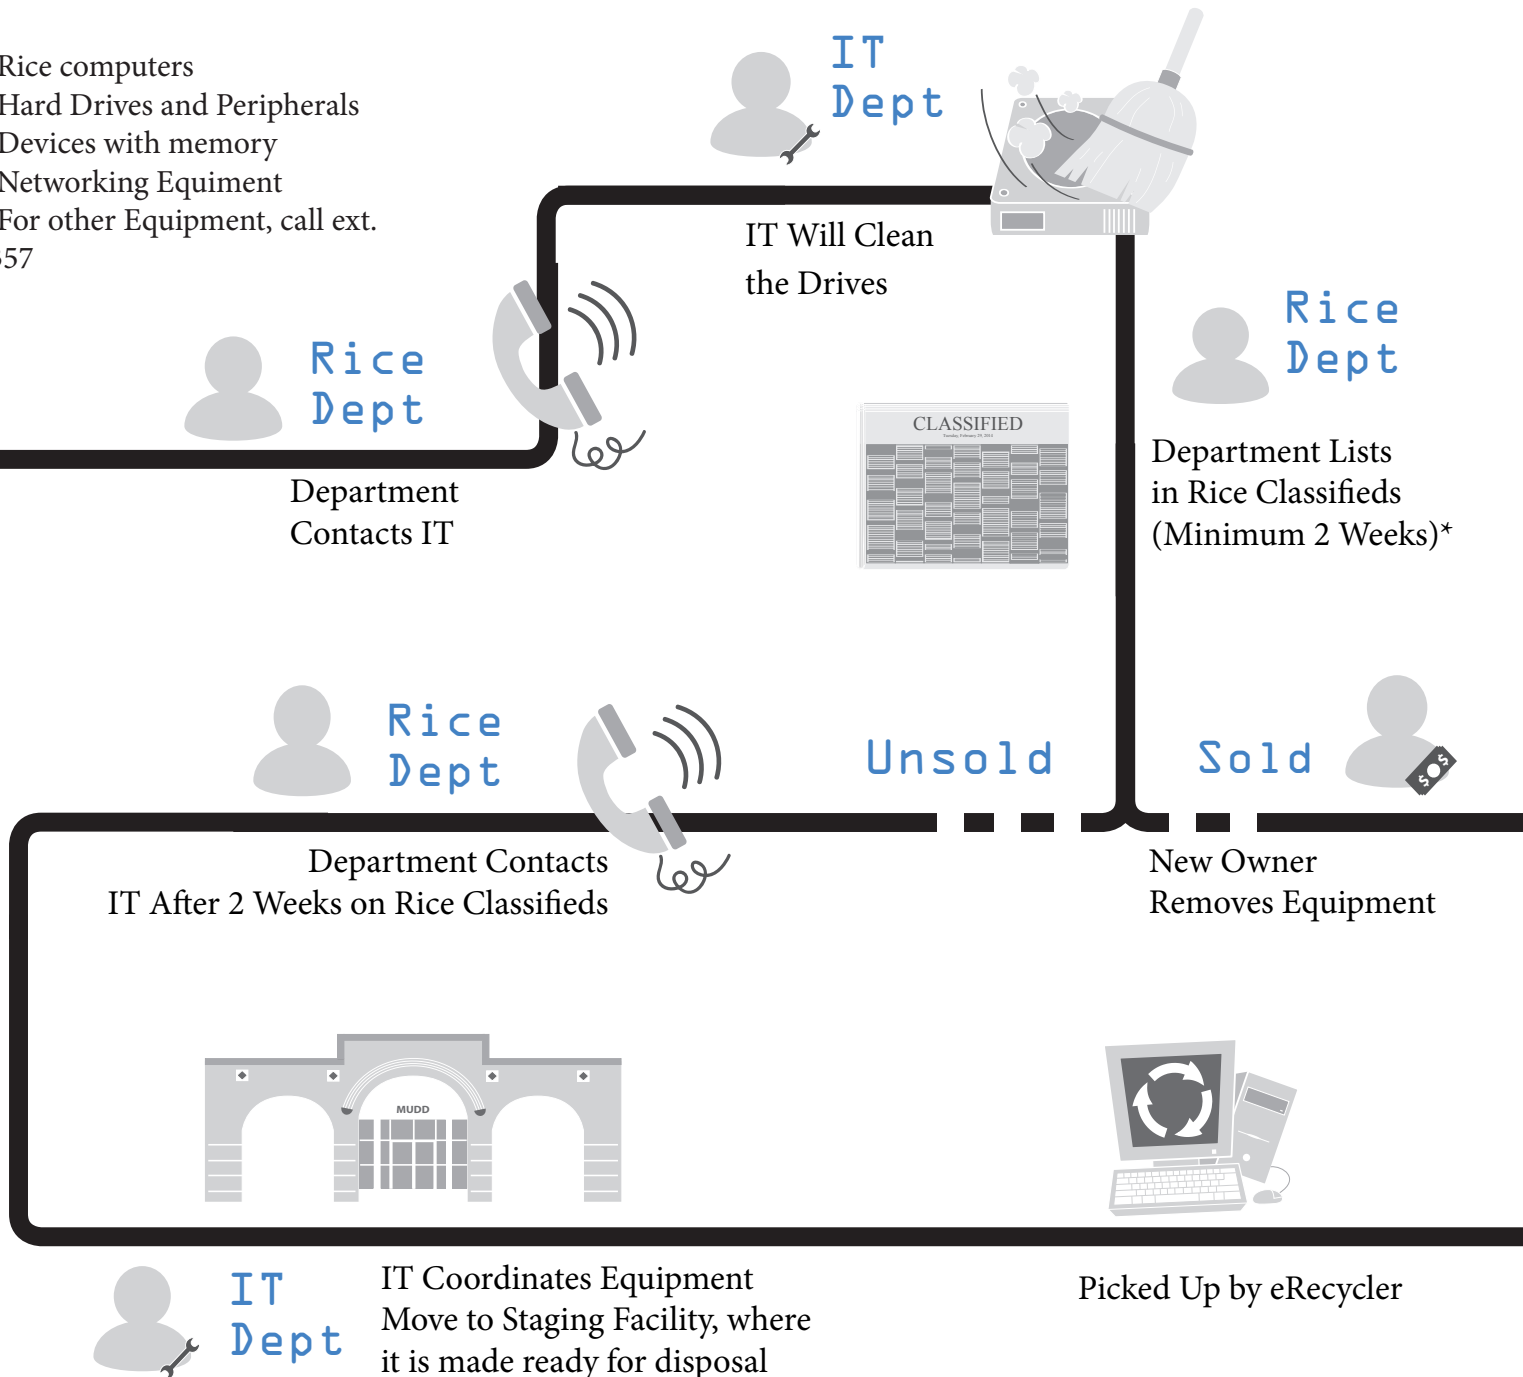 Rice computers
Hard Drives and Peripherals
Devices with memory
Networking Equiment
For other Equipment, call ext.
57
IT
Dept
IT Will Clean
the Drives
Rice
Dept
Department
Contacts IT
Rice
Dept
CLASSIFIED
Department Lists
in Rice Classifieds
(Minimum 2 Weeks)*
Rice
Dept
Unsold
Sold
$ $
Department Contacts
IT After 2 Weeks on Rice Classifieds
New Owner
Removes Equipment
MUDD
IT
Dept
IT Coordinates Equipment
Move to Staging Facility, where
it is made ready for disposal
Picked Up by eRecycler